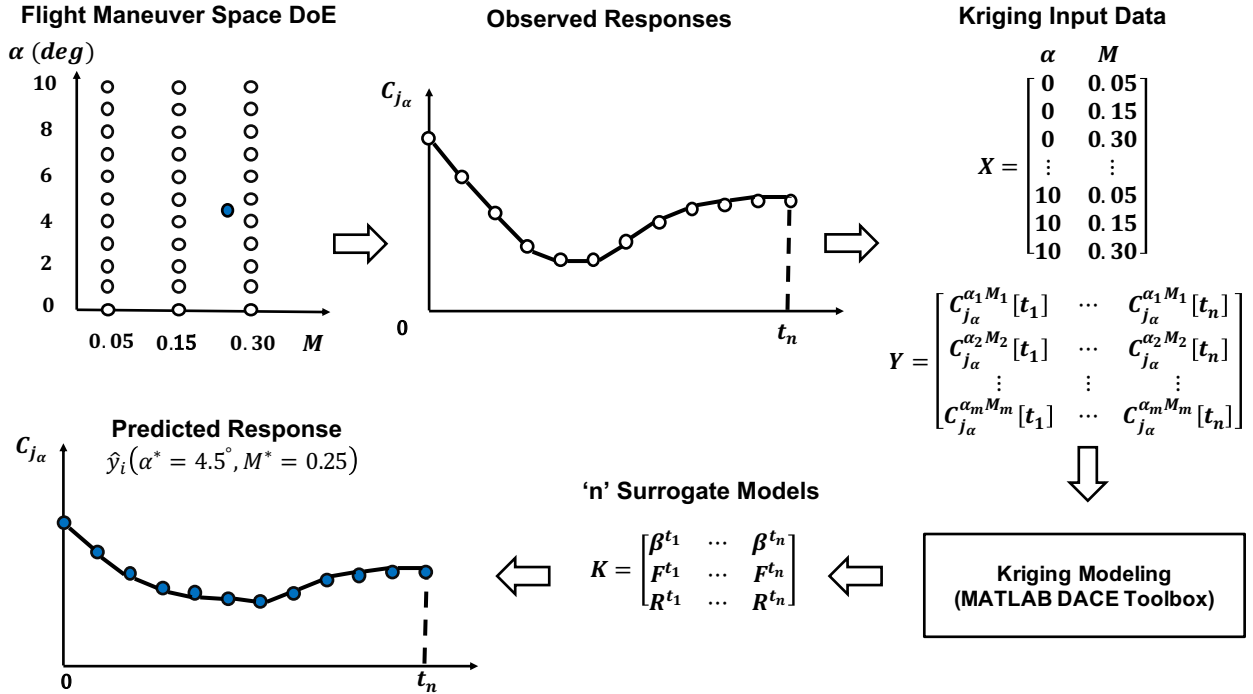 Flight Maneuver Space DoE
α (deg)
10
8
6
4
2
0
0.05 0.15 0.30 M
Observed Responses
C_{j_α}
0
t_n
Kriging Input Data
α M
X = [0 0.05
0 0.15
0 0.30
⋮ ⋮
10 0.05
10 0.15
10 0.30]
Y = [C_{j_α}^{α_1 M_1}[t_1] ⋯ C_{j_α}^{α_1 M_1}[t_n]
C_{j_α}^{α_2 M_2}[t_1] ⋯ C_{j_α}^{α_2 M_2}[t_n]
⋮ ⋮ ⋮
C_{j_α}^{α_m M_m}[t_1] ⋯ C_{j_α}^{α_m M_m}[t_n]]
Kriging Modeling
(MATLAB DACE Toolbox)
'n' Surrogate Models
K = [β^{t_1} ⋯ β^{t_n}
F^{t_1} ⋯ F^{t_n}
R^{t_1} ⋯ R^{t_n}]
Predicted Response
ŷ_i(α* = 4.5°, M* = 0.25)
C_{j_α}
0
t_n